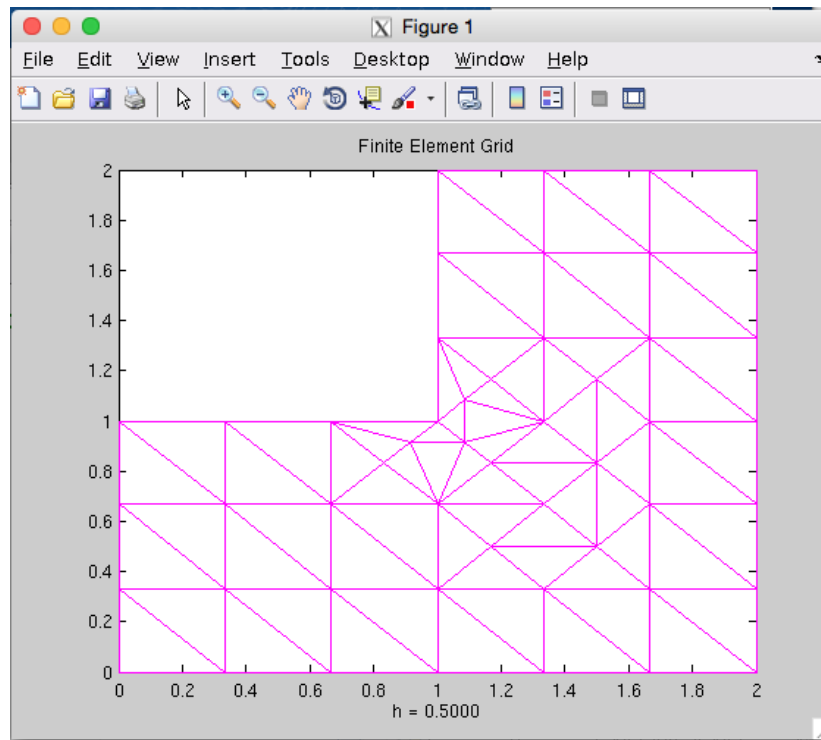 Figure 1
File Edit View Insert Tools Desktop Window Help
Finite Element Grid
2
1.8
1.6
1.4
1.2
1
0.8
0.6
0.4
0.2
0
0 0.2 0.4 0.6 0.8 1 1.2 1.4 1.6 1.8 2
h = 0.5000